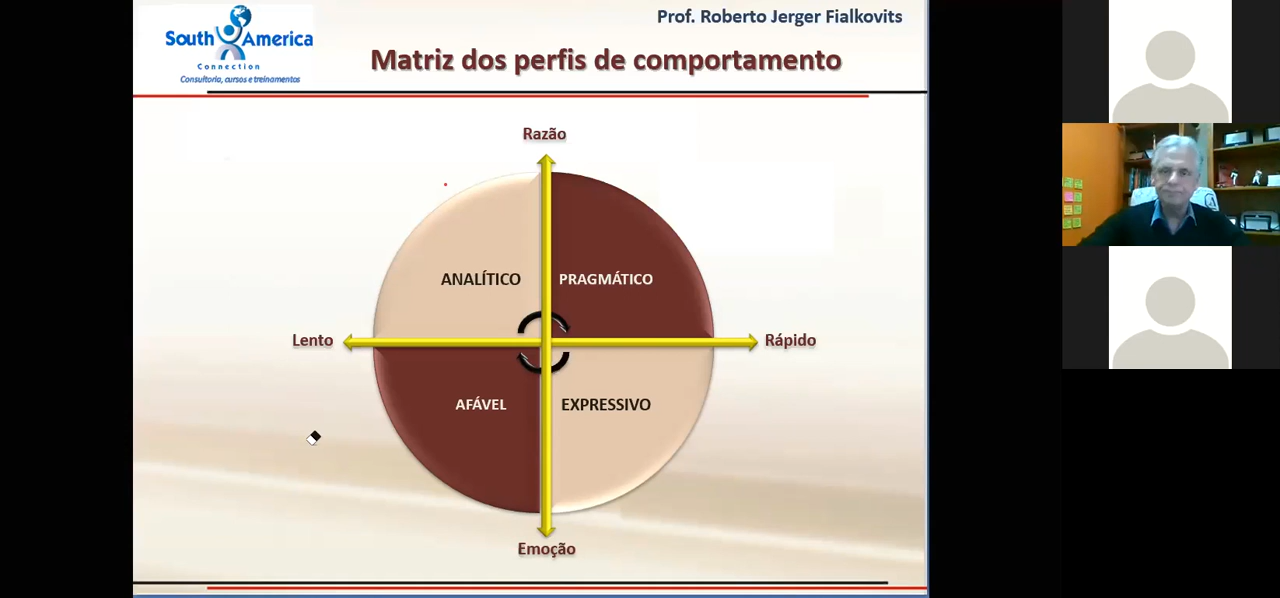 Prof. Roberto Jerger Fialkovits
South America
Connection
Consultoria, cursos e treinamentos
Matriz dos perfis de comportamento
Razão
ANALÍTICO
PRAGMÁTICO
Lento
Rápido
AFÁVEL
EXPRESSIVO
Emoção